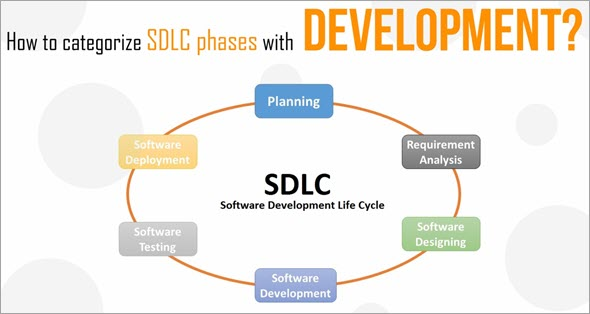 How to categorize SDLC phases with DEVELOPMENT?
Planning
Software
Deployment
Requirement
Analysis
SDLC
Software Development Life Cycle
Software
Testing
Software
Designing
Software
Development